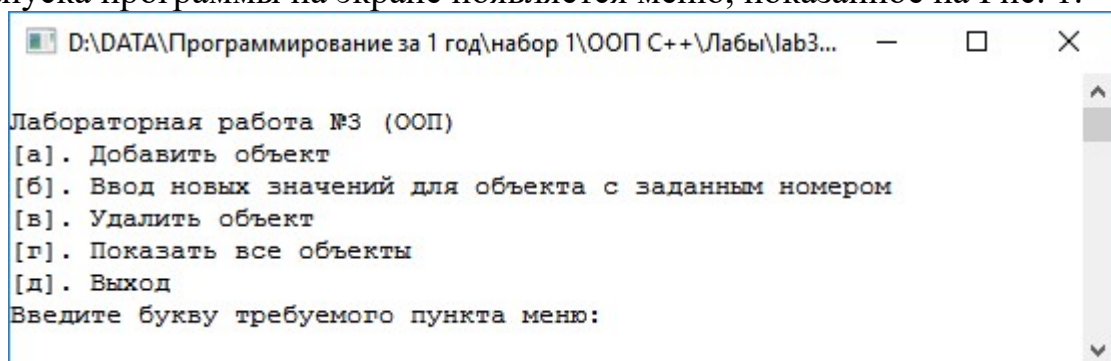 пуска программы на экране появляется меню, показанное на Рис. 1.
D:\DATA\Программирование за 1 год\набор 1\ООП C++\Лабы\lab3...
Лабораторная работа №3 (ООП)
[а]. Добавить объект
[б]. Ввод новых значений для объекта с заданным номером
[в]. Удалить объект
[г]. Показать все объекты
[д]. Выход
Введите букву требуемого пункта меню: